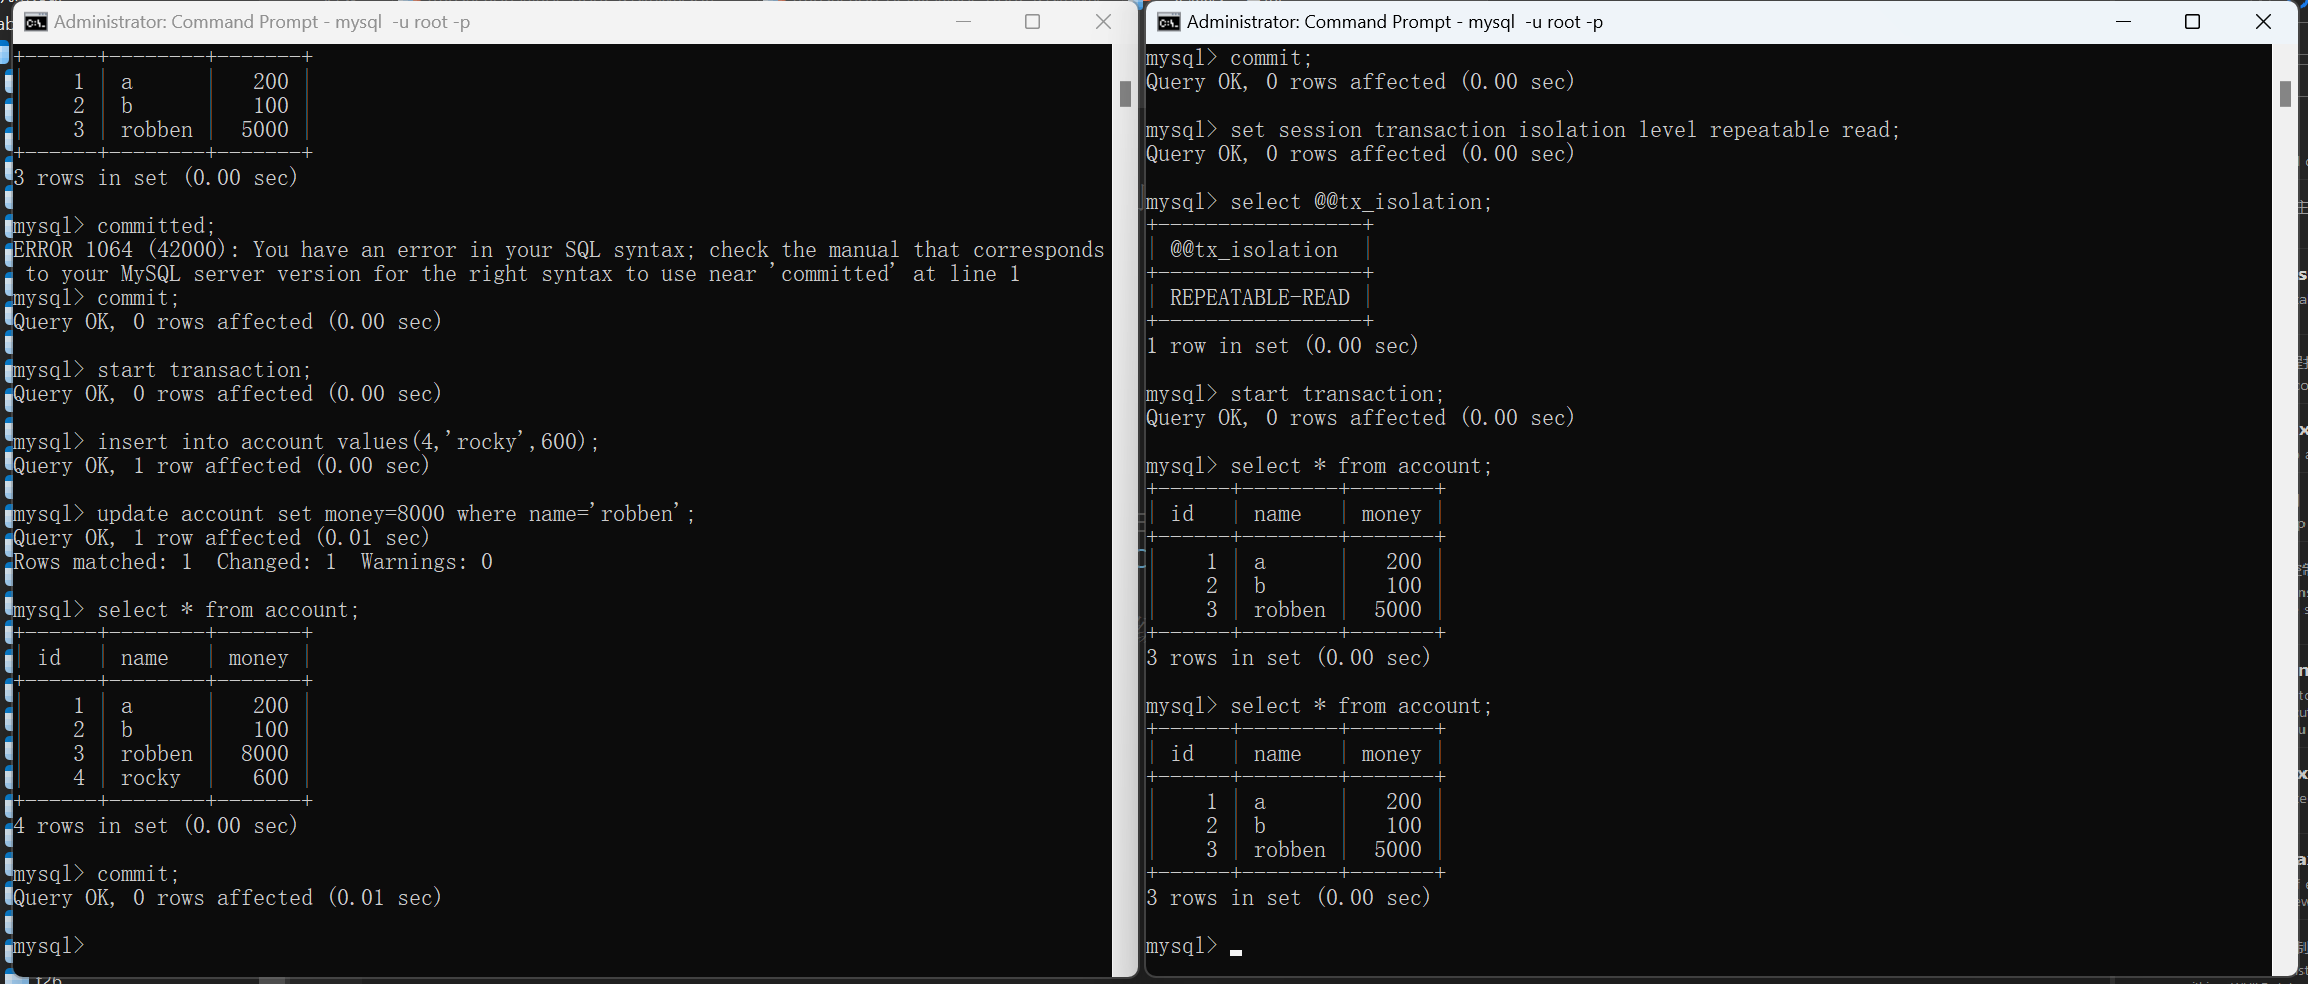 Administrator: Command Prompt - mysql  -u root -p
+------+--------+-------+
|    1 | a      |   200 |
|    2 | b      |   100 |
|    3 | robben |  5000 |
+------+--------+-------+
3 rows in set (0.00 sec)
mysql> committed;
ERROR 1064 (42000): You have an error in your SQL syntax; check the manual that corresponds
 to your MySQL server version for the right syntax to use near 'committed' at line 1
mysql> commit;
Query OK, 0 rows affected (0.00 sec)
mysql> start transaction;
Query OK, 0 rows affected (0.00 sec)
mysql> insert into account values(4,'rocky',600);
Query OK, 1 row affected (0.00 sec)
mysql> update account set money=8000 where name='robben';
Query OK, 1 row affected (0.01 sec)
Rows matched: 1  Changed: 1  Warnings: 0
mysql> select * from account;
+------+--------+-------+
| id   | name   | money |
+------+--------+-------+
|    1 | a      |   200 |
|    2 | b      |   100 |
|    3 | robben |  8000 |
|    4 | rocky  |   600 |
+------+--------+-------+
4 rows in set (0.00 sec)
mysql> commit;
Query OK, 0 rows affected (0.01 sec)
mysql>
Administrator: Command Prompt - mysql  -u root -p
mysql> commit;
Query OK, 0 rows affected (0.00 sec)
mysql> set session transaction isolation level repeatable read;
Query OK, 0 rows affected (0.00 sec)
mysql> select @@tx_isolation;
+-----------------+
| @@tx_isolation  |
+-----------------+
| REPEATABLE-READ |
+-----------------+
1 row in set (0.00 sec)
mysql> start transaction;
Query OK, 0 rows affected (0.00 sec)
mysql> select * from account;
+------+--------+-------+
| id   | name   | money |
+------+--------+-------+
|    1 | a      |   200 |
|    2 | b      |   100 |
|    3 | robben |  5000 |
+------+--------+-------+
3 rows in set (0.00 sec)
mysql> select * from account;
+------+--------+-------+
| id   | name   | money |
+------+--------+-------+
|    1 | a      |   200 |
|    2 | b      |   100 |
|    3 | robben |  5000 |
+------+--------+-------+
3 rows in set (0.00 sec)
mysql>